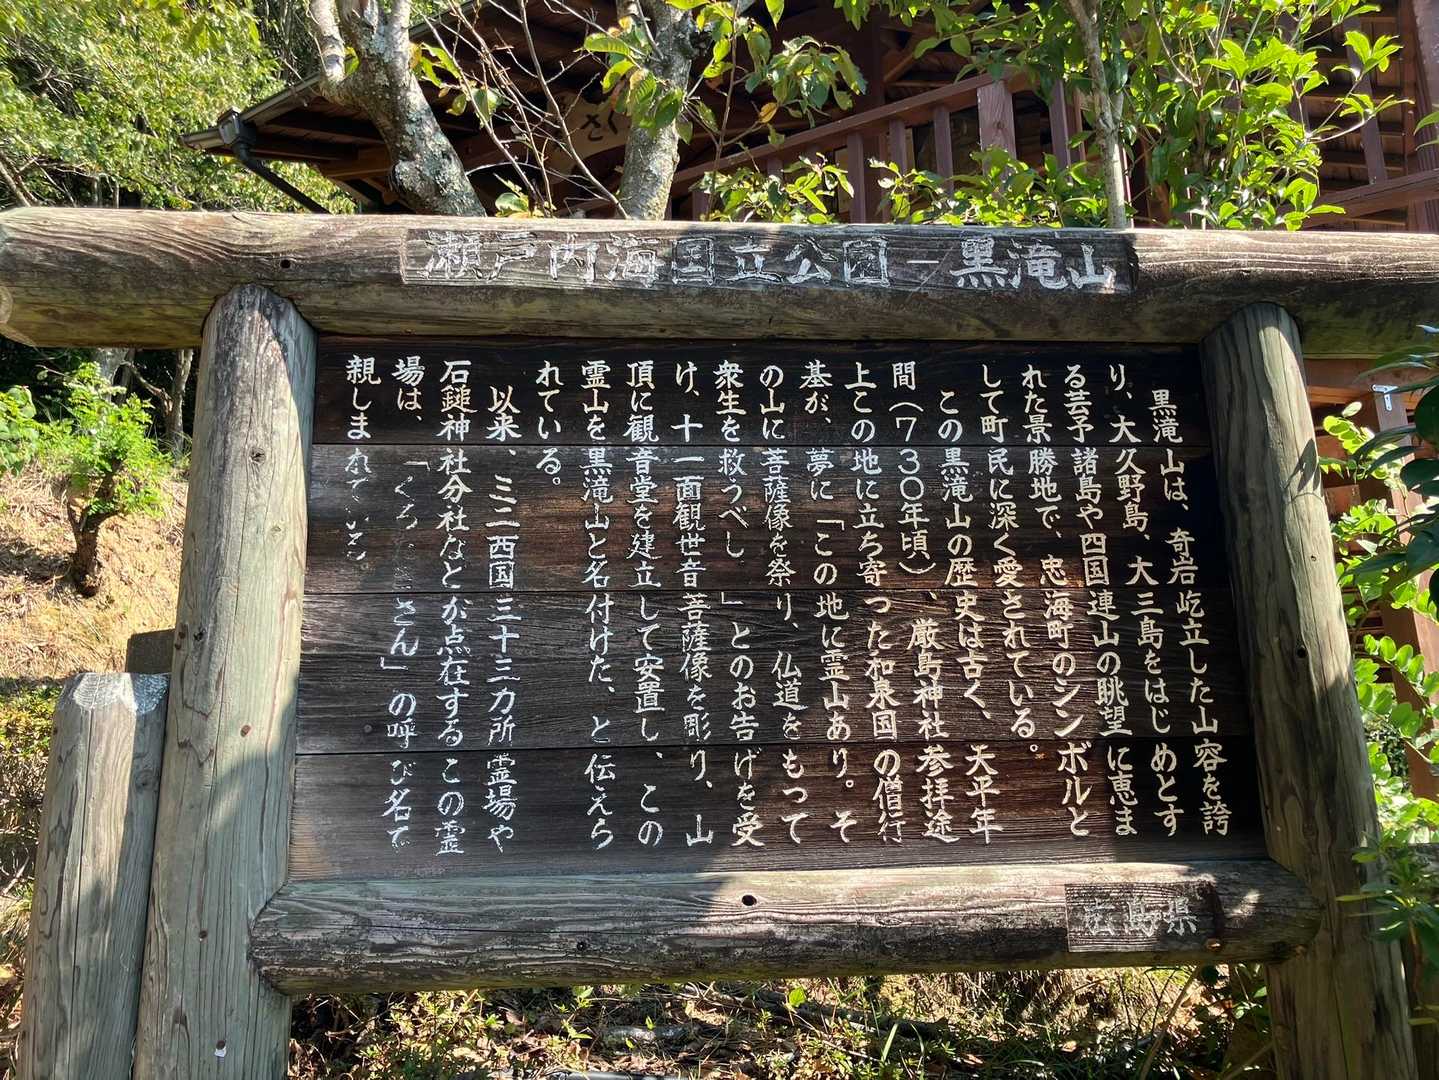 さく
瀬戸内海国立公園－黒滝山
黒滝山は、奇岩屹立した山容を誇
り、大久野島、大三島をはじめとす
る芸予諸島や四国連山の眺望に恵ま
れた景勝地で、忠海町のシンボルと
して町民に深く愛されている。
この黒滝山の歴史は古く、天平年
間（７３０年頃）、厳島神社参拝途
上この地に立ち寄った和泉国の僧行
基が、夢に「この地に霊山あり。そ
の山に菩薩像を祭り、仏道をもって
衆生を救うべし」とのお告げを受
け、十一面観世音菩薩像を彫り、山
頂に観音堂を建立して安置し、この
霊山を黒滝山と名付けた、と伝えら
れている。
以来、ミニ西国三十三カ所霊場や
石鎚神社分社などが点在するこの霊
場は、「くろ さん」の呼び名で
親しまれている。
広島県